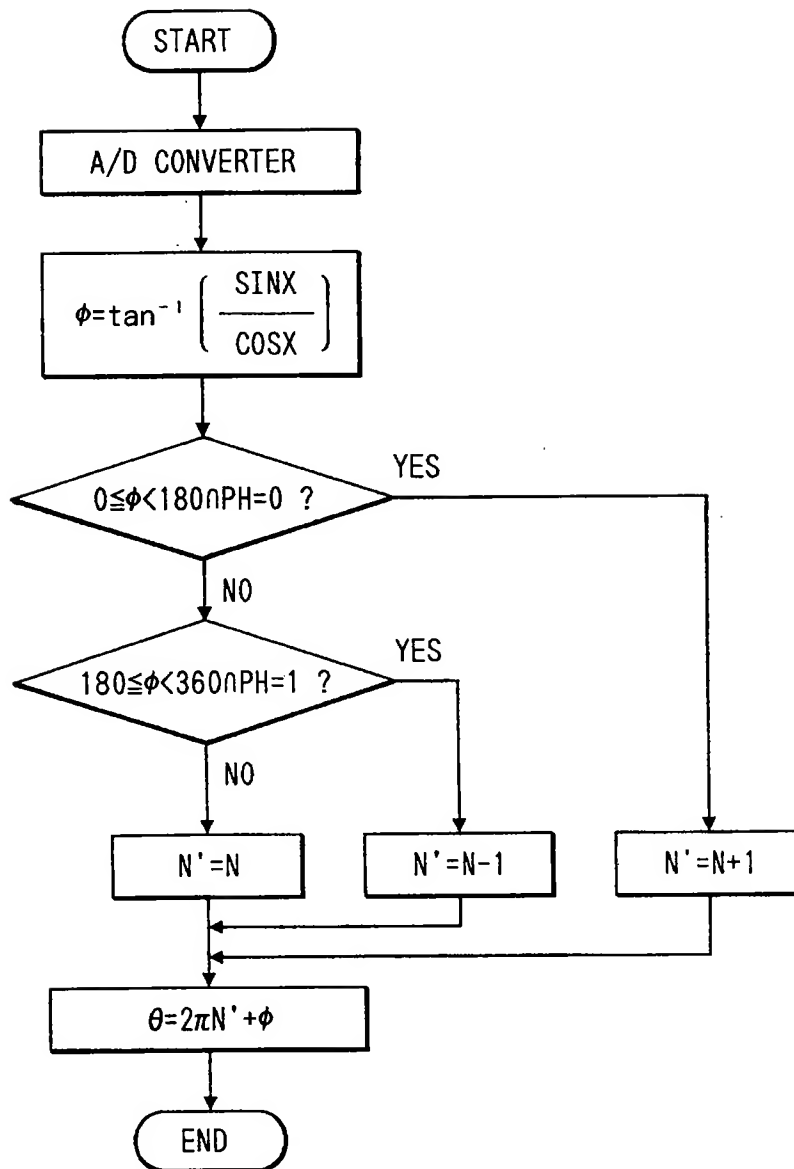 START
A/D CONVERTER
φ=tan⁻¹ ( SINX
COSX )
YES
0≦φ<180∩PH=0 ?
NO
YES
180≦φ<360∩PH=1 ?
NO
N'=N
N'=N-1
N'=N+1
θ=2πN'+φ
END